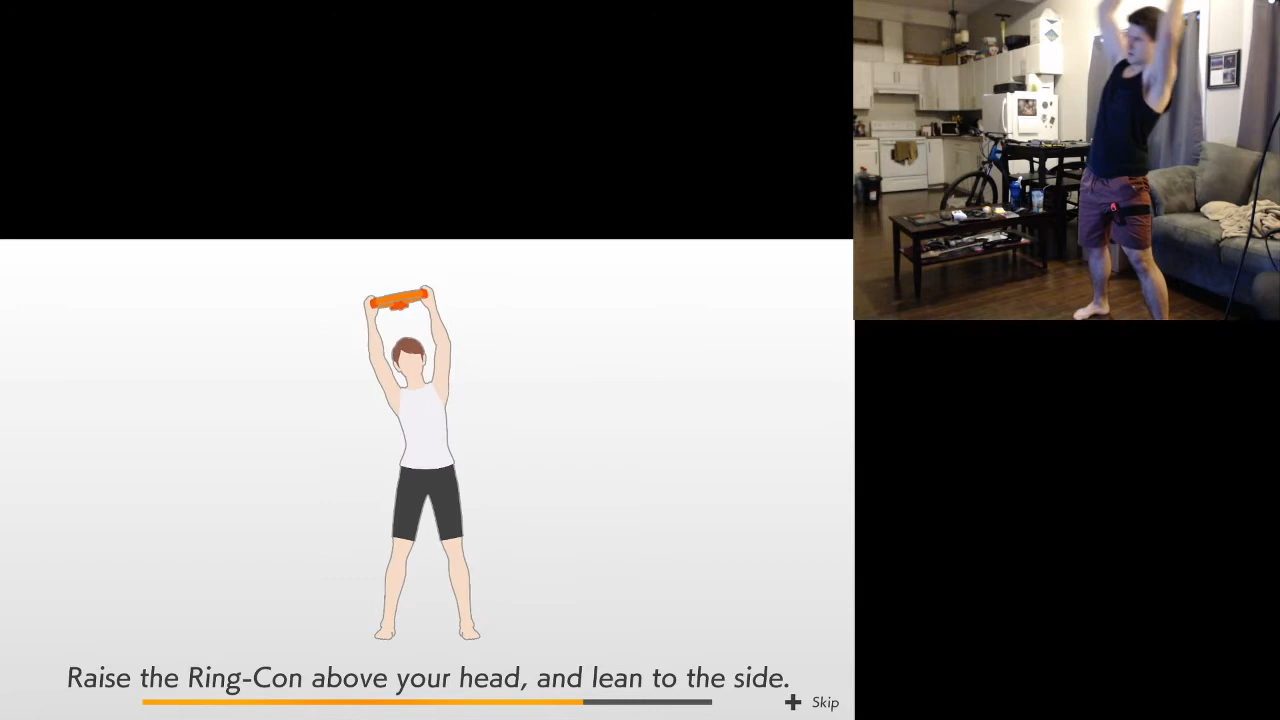 Raise the Ring-Con above your head, and lean to the side.
Skip